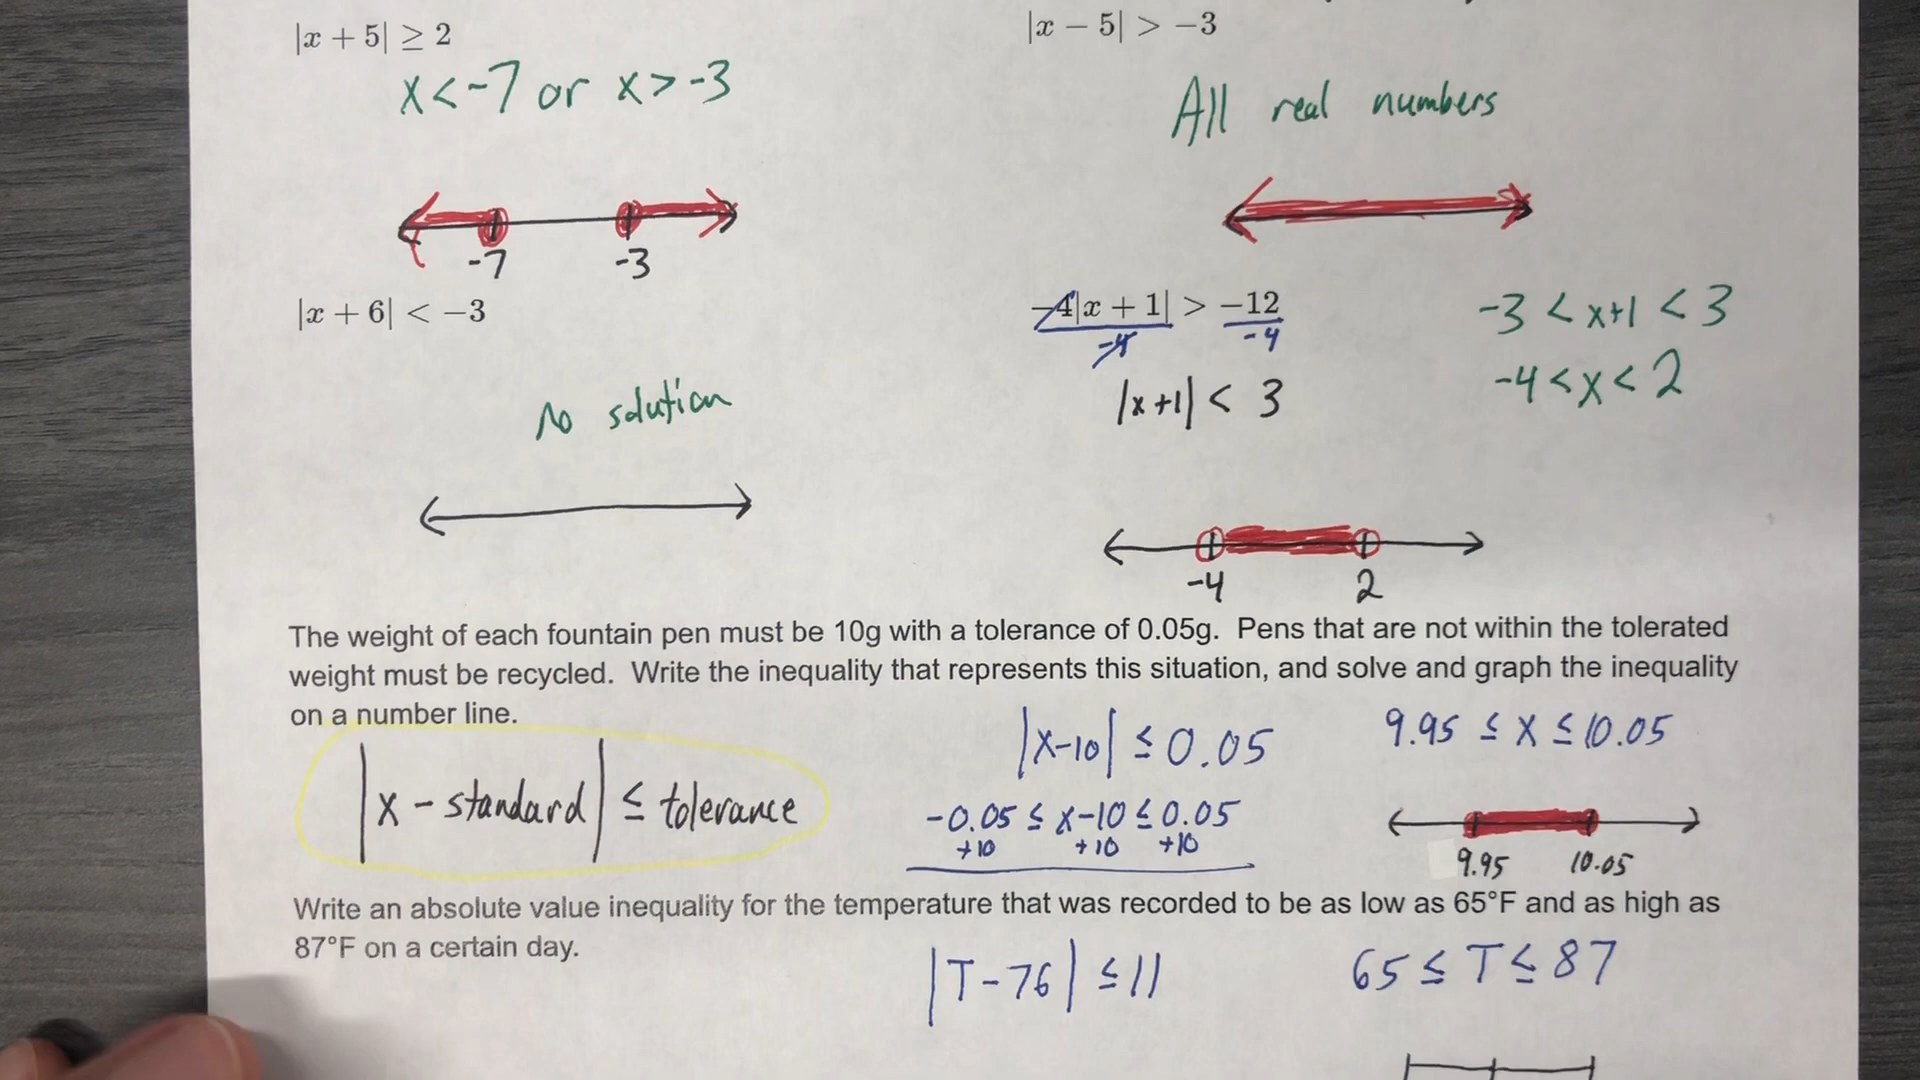 |x + 5| ≥ 2
x < -7 or x > -3
-7 -3
|x − 5| > −3
All real numbers
|x + 6| < −3
No solution
−4|x + 1| > −12
-4 -4
|x+1| < 3
-3 < x+1 < 3
-4 < x < 2
-4 2
The weight of each fountain pen must be 10g with a tolerance of 0.05g. Pens that are not within the tolerated
weight must be recycled. Write the inequality that represents this situation, and solve and graph the inequality
on a number line.
|x - standard| ≤ tolerance
|x-10| ≤ 0.05
-0.05 ≤ x-10 ≤ 0.05
+10 +10 +10
9.95 ≤ x ≤ 10.05
9.95 10.05
Write an absolute value inequality for the temperature that was recorded to be as low as 65°F and as high as
87°F on a certain day.
|T-76| ≤ 11
65 ≤ T ≤ 87